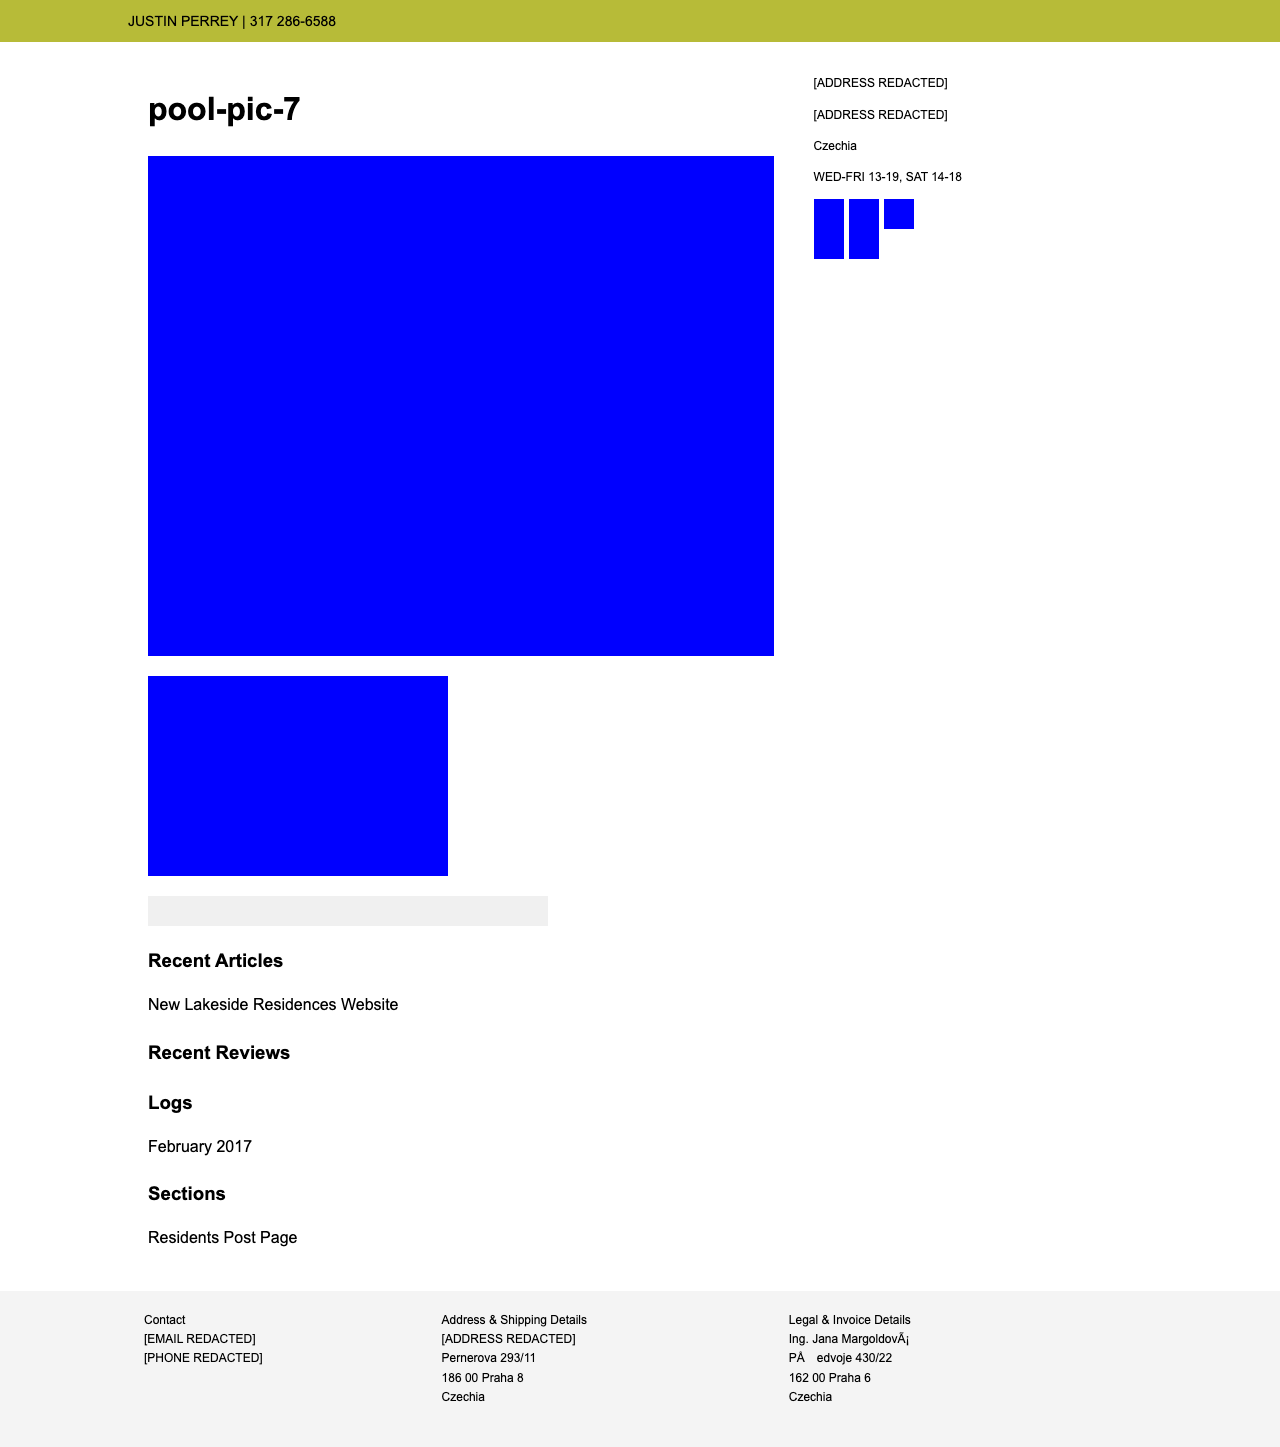 JUSTIN PERREY | 317 286-6588
pool-pic-7
[ADDRESS REDACTED]
[ADDRESS REDACTED]
Czechia
WED-FRI 13-19, SAT 14-18
Recent Articles
New Lakeside Residences Website
Recent Reviews
Logs
February 2017
Sections
Residents Post Page
Contact
[EMAIL REDACTED]
[PHONE REDACTED]
Address & Shipping Details
[ADDRESS REDACTED]
Pernerova 293/11
186 00 Praha 8
Czechia
Legal & Invoice Details
Ing. Jana MargoldovÃ¡
PÅ edvoje 430/22
162 00 Praha 6
Czechia